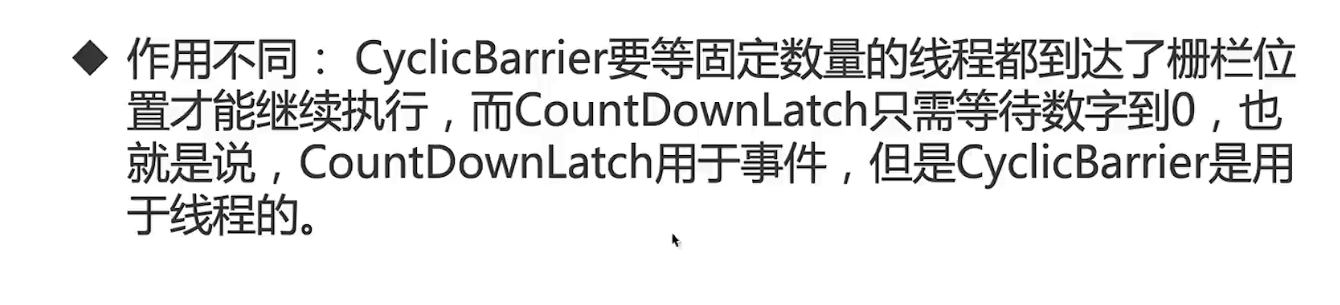 ◆ 作用不同： CyclicBarrier要等固定数量的线程都到达了栅栏位
置才能继续执行，而CountDownLatch只需等待数字到0，也
就是说，CountDownLatch用于事件，但是CyclicBarrier是用
于线程的。